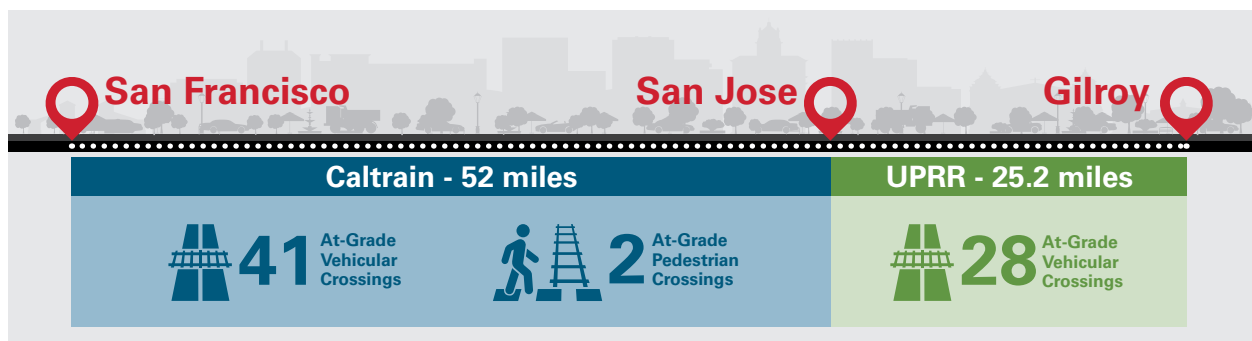 San Francisco
San Jose
Gilroy
Caltrain - 52 miles
UPRR - 25.2 miles
41
At-Grade
Vehicular
Crossings
2
At-Grade
Pedestrian
Crossings
28
At-Grade
Vehicular
Crossings